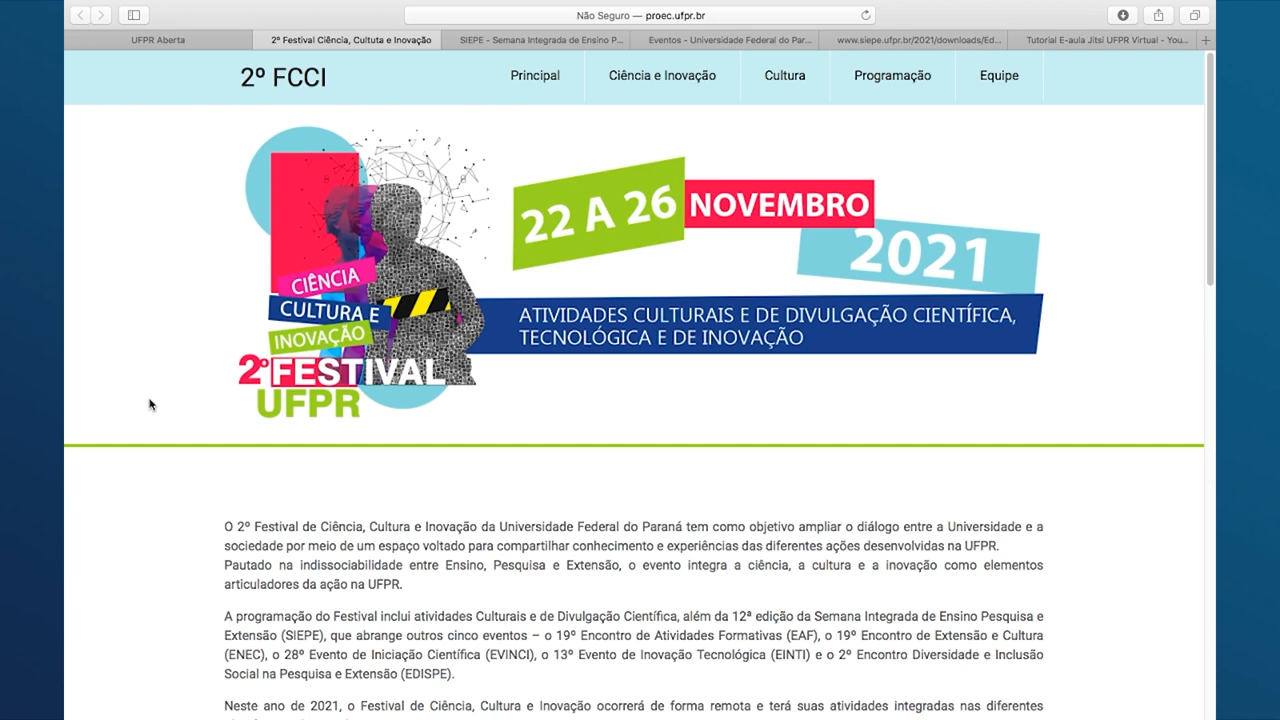 Não Seguro — proec.ufpr.br
UFPR Aberta
2º Festival Ciência, Cultuta e Inovação
SIEPE - Semana Integrada de Ensino P...
Eventos - Universidade Federal do Par...
www.siepe.ufpr.br/2021/downloads/Ed...
Tutorial E-aula Jitsi UFPR Virtual - You...
2º FCCI
Principal
Ciência e Inovação
Cultura
Programação
Equipe
22 A 26
NOVEMBRO
2021
CIÊNCIA
CULTURA E
INOVAÇÃO
2º FESTIVAL
UFPR
ATIVIDADES CULTURAIS E DE DIVULGAÇÃO CIENTÍFICA,
TECNOLÓGICA E DE INOVAÇÃO
O 2º Festival de Ciência, Cultura e Inovação da Universidade Federal do Paraná tem como objetivo ampliar o diálogo entre a Universidade e a
sociedade por meio de um espaço voltado para compartilhar conhecimento e experiências das diferentes ações desenvolvidas na UFPR.
Pautado na indissociabilidade entre Ensino, Pesquisa e Extensão, o evento integra a ciência, a cultura e a inovação como elementos
articuladores da ação na UFPR.
A programação do Festival inclui atividades Culturais e de Divulgação Científica, além da 12ª edição da Semana Integrada de Ensino Pesquisa e
Extensão (SIEPE), que abrange outros cinco eventos – o 19º Encontro de Atividades Formativas (EAF), o 19º Encontro de Extensão e Cultura
(ENEC), o 28º Evento de Iniciação Científica (EVINCI), o 13º Evento de Inovação Tecnológica (EINTI) e o 2º Encontro Diversidade e Inclusão
Social na Pesquisa e Extensão (EDISPE).
Neste ano de 2021, o Festival de Ciência, Cultura e Inovação ocorrerá de forma remota e terá suas atividades integradas nas diferentes